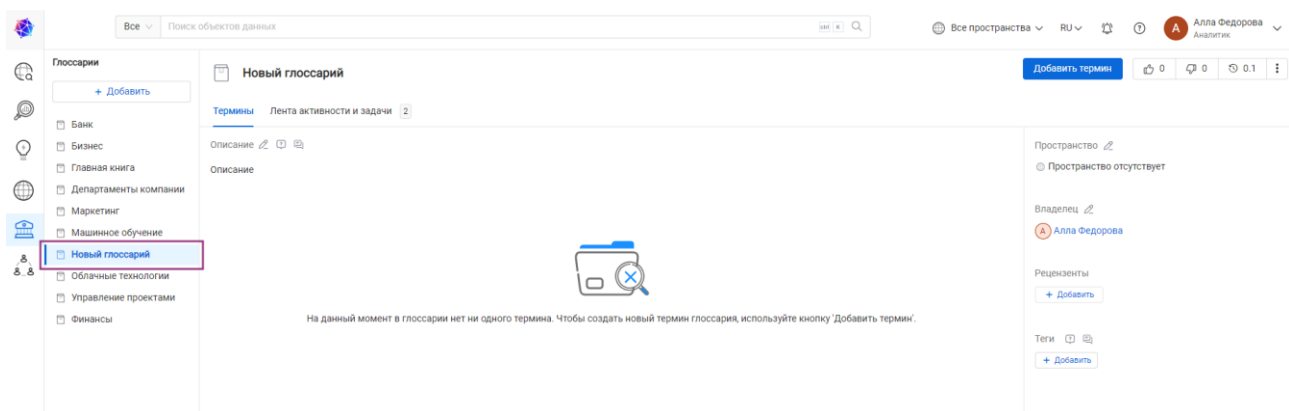 Все Поиск объектов данных ctrl K Все пространства RU А Алла Федорова
Аналитик
Глоссарии
+ Добавить
Банк
Бизнес
Главная книга
Департаменты компании
Маркетинг
Машинное обучение
Новый глоссарий
Облачные технологии
Управление проектами
Финансы
Новый глоссарий
Добавить термин 0 0 0.1
Термины Лента активности и задачи 2
Описание
Описание
На данный момент в глоссарии нет ни одного термина. Чтобы создать новый термин глоссария, используйте кнопку 'Добавить термин'.
Пространство
Пространство отсутствует
Владелец
А Алла Федорова
Рецензенты
+ Добавить
Теги
+ Добавить